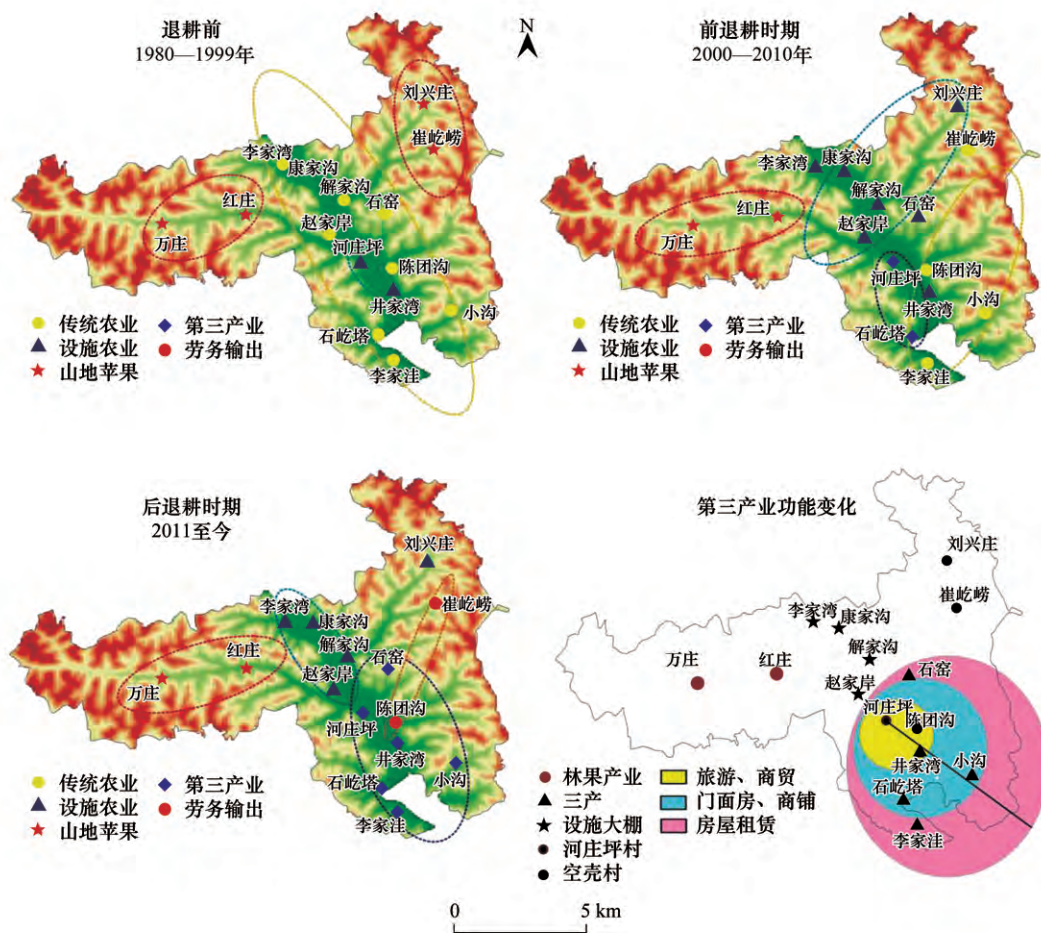 退耕前
1980—1999年
N
刘兴庄
崔屹崂
李家湾
康家沟
解家沟
石窑
红庄
赵家岸
万庄
河庄坪
陈团沟
井家湾
小沟
石屹塔
李家洼
传统农业
第三产业
设施农业
劳务输出
山地苹果
前退耕时期
2000—2010年
刘兴庄
崔屹崂
李家湾
康家沟
解家沟
石窑
红庄
赵家岸
万庄
河庄坪
陈团沟
井家湾
小沟
石屹塔
李家洼
传统农业
第三产业
设施农业
劳务输出
山地苹果
后退耕时期
2011至今
刘兴庄
崔屹崂
李家湾
康家沟
解家沟
石窑
红庄
赵家岸
万庄
陈团沟
河庄坪
井家湾
石屹塔
小沟
李家洼
传统农业
第三产业
设施农业
劳务输出
山地苹果
第三产业功能变化
刘兴庄
崔屹崂
李家湾
康家沟
解家沟
万庄
红庄
石窑
赵家岸
河庄坪
陈团沟
井家湾
小沟
石屹塔
李家洼
林果产业
旅游、商贸
三产
门面房、商铺
设施大棚
房屋租赁
河庄坪村
空壳村
0 5 km